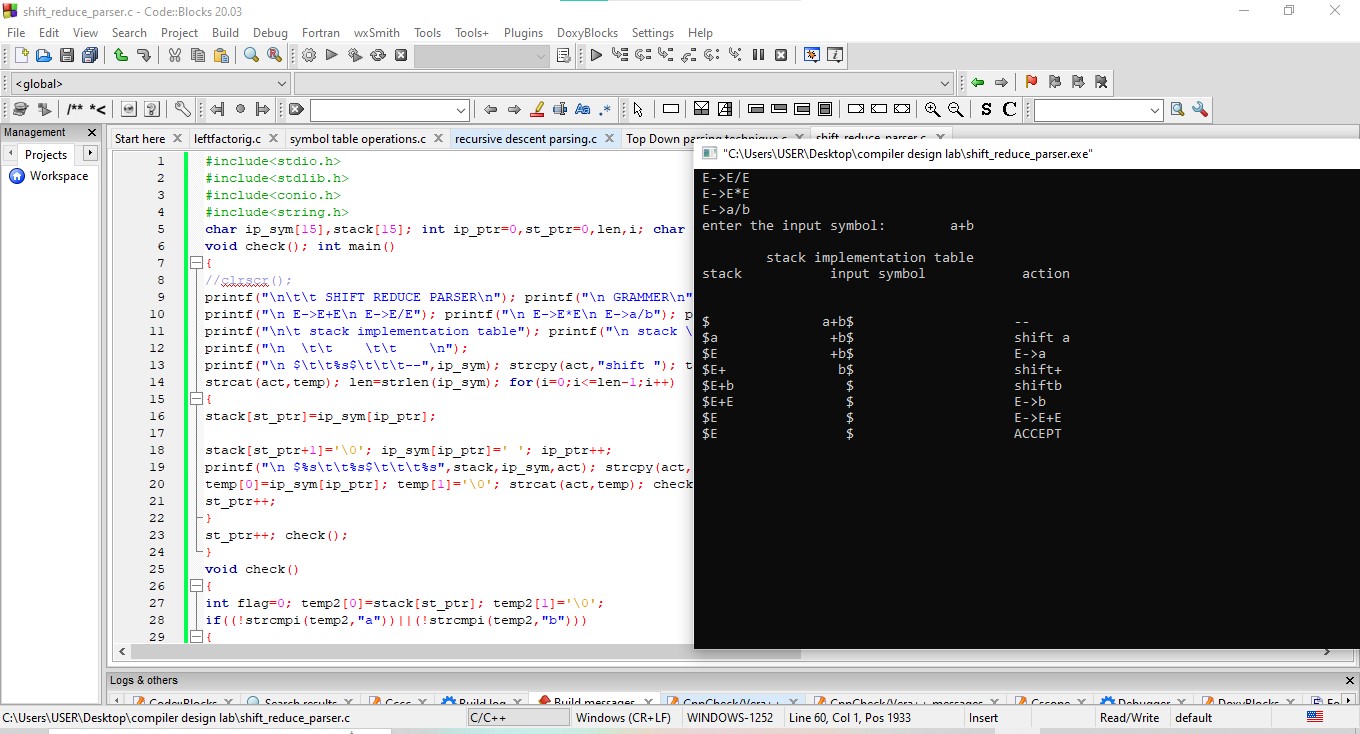 shift_reduce_parser.c - Code::Blocks 20.03
File Edit View Search Project Build Debug Fortran wxSmith Tools Tools+ Plugins DoxyBlocks Settings Help
<global>
/** *<
Aa .*
S C
Management
Projects
Workspace
Start here leftfactorig.c symbol table operations.c recursive descent parsing.c Top Down parsing technique.c shift_reduce_parser.c
1 #include<stdio.h>
2 #include<stdlib.h>
3 #include<conio.h>
4 #include<string.h>
5 char ip_sym[15],stack[15]; int ip_ptr=0,st_ptr=0,len,i; char
6 void check(); int main()
7 {
8 //clrscr();
9 printf("\n\t\t SHIFT REDUCE PARSER\n"); printf("\n GRAMMER\n"
10 printf("\n E->E+E\n E->E/E"); printf("\n E->E*E\n E->a/b"); p
11 printf("\n\t stack implementation table"); printf("\n stack \
12 printf("\n \t\t \t\t \n");
13 printf("\n $\t\t%s$\t\t\t--",ip_sym); strcpy(act,"shift "); t
14 strcat(act,temp); len=strlen(ip_sym); for(i=0;i<=len-1;i++)
15 {
16 stack[st_ptr]=ip_sym[ip_ptr];
17
18 stack[st_ptr+1]='\0'; ip_sym[ip_ptr]=' '; ip_ptr++;
19 printf("\n $%s\t\t%s$\t\t\t%s",stack,ip_sym,act); strcpy(act,
20 temp[0]=ip_sym[ip_ptr]; temp[1]='\0'; strcat(act,temp); check
21 st_ptr++;
22 }
23 st_ptr++; check();
24 }
25 void check()
26 {
27 int flag=0; temp2[0]=stack[st_ptr]; temp2[1]='\0';
28 if((!strcmpi(temp2,"a"))||(!strcmpi(temp2,"b")))
29 {
"C:\Users\USER\Desktop\compiler design lab\shift_reduce_parser.exe"
E->E/E
E->E*E
E->a/b
enter the input symbol: a+b
stack implementation table
stack input symbol action
$ a+b$ --
$a +b$ shift a
$E +b$ E->a
$E+ b$ shift+
$E+b $ shiftb
$E+E $ E->b
$E $ E->E+E
$E $ ACCEPT
Logs & others
Code::Blocks Search results Cccc Build log Build messages CppCheck/Vera++ CppCheck/Vera++ messages Cscope Debugger DoxyBlocks Fo
C:\Users\USER\Desktop\compiler design lab\shift_reduce_parser.c C/C++ Windows (CR+LF) WINDOWS-1252 Line 60, Col 1, Pos 1933 Insert Read/Write default